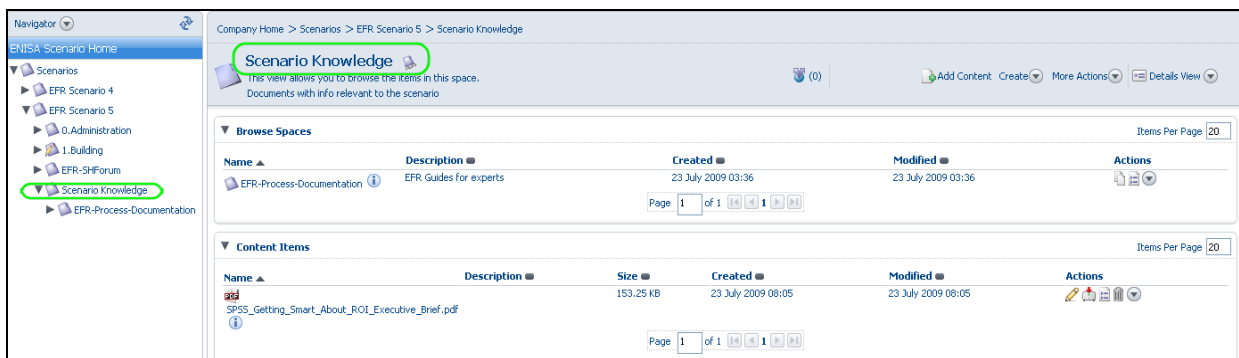 Navigator
ENISA Scenario Home
Scenarios
EFR Scenario 4
EFR Scenario 5
0.Administration
1.Building
EFR-SHForum
Scenario Knowledge
EFR-Process-Documentation
Company Home > Scenarios > EFR Scenario 5 > Scenario Knowledge
Scenario Knowledge
This view allows you to browse the items in this space.
Documents with info relevant to the scenario
(0)
Add Content Create More Actions Details View
Browse Spaces Items Per Page 20
Name Description Created Modified Actions
EFR-Process-Documentation EFR Guides for experts 23 July 2009 03:36 23 July 2009 03:36
Page 1 of 1 1
Content Items Items Per Page 20
Name Description Size Created Modified Actions
PDF 153.25 KB 23 July 2009 08:05 23 July 2009 08:05
SPSS_Getting_Smart_About_ROI_Executive_Brief.pdf
Page 1 of 1 1